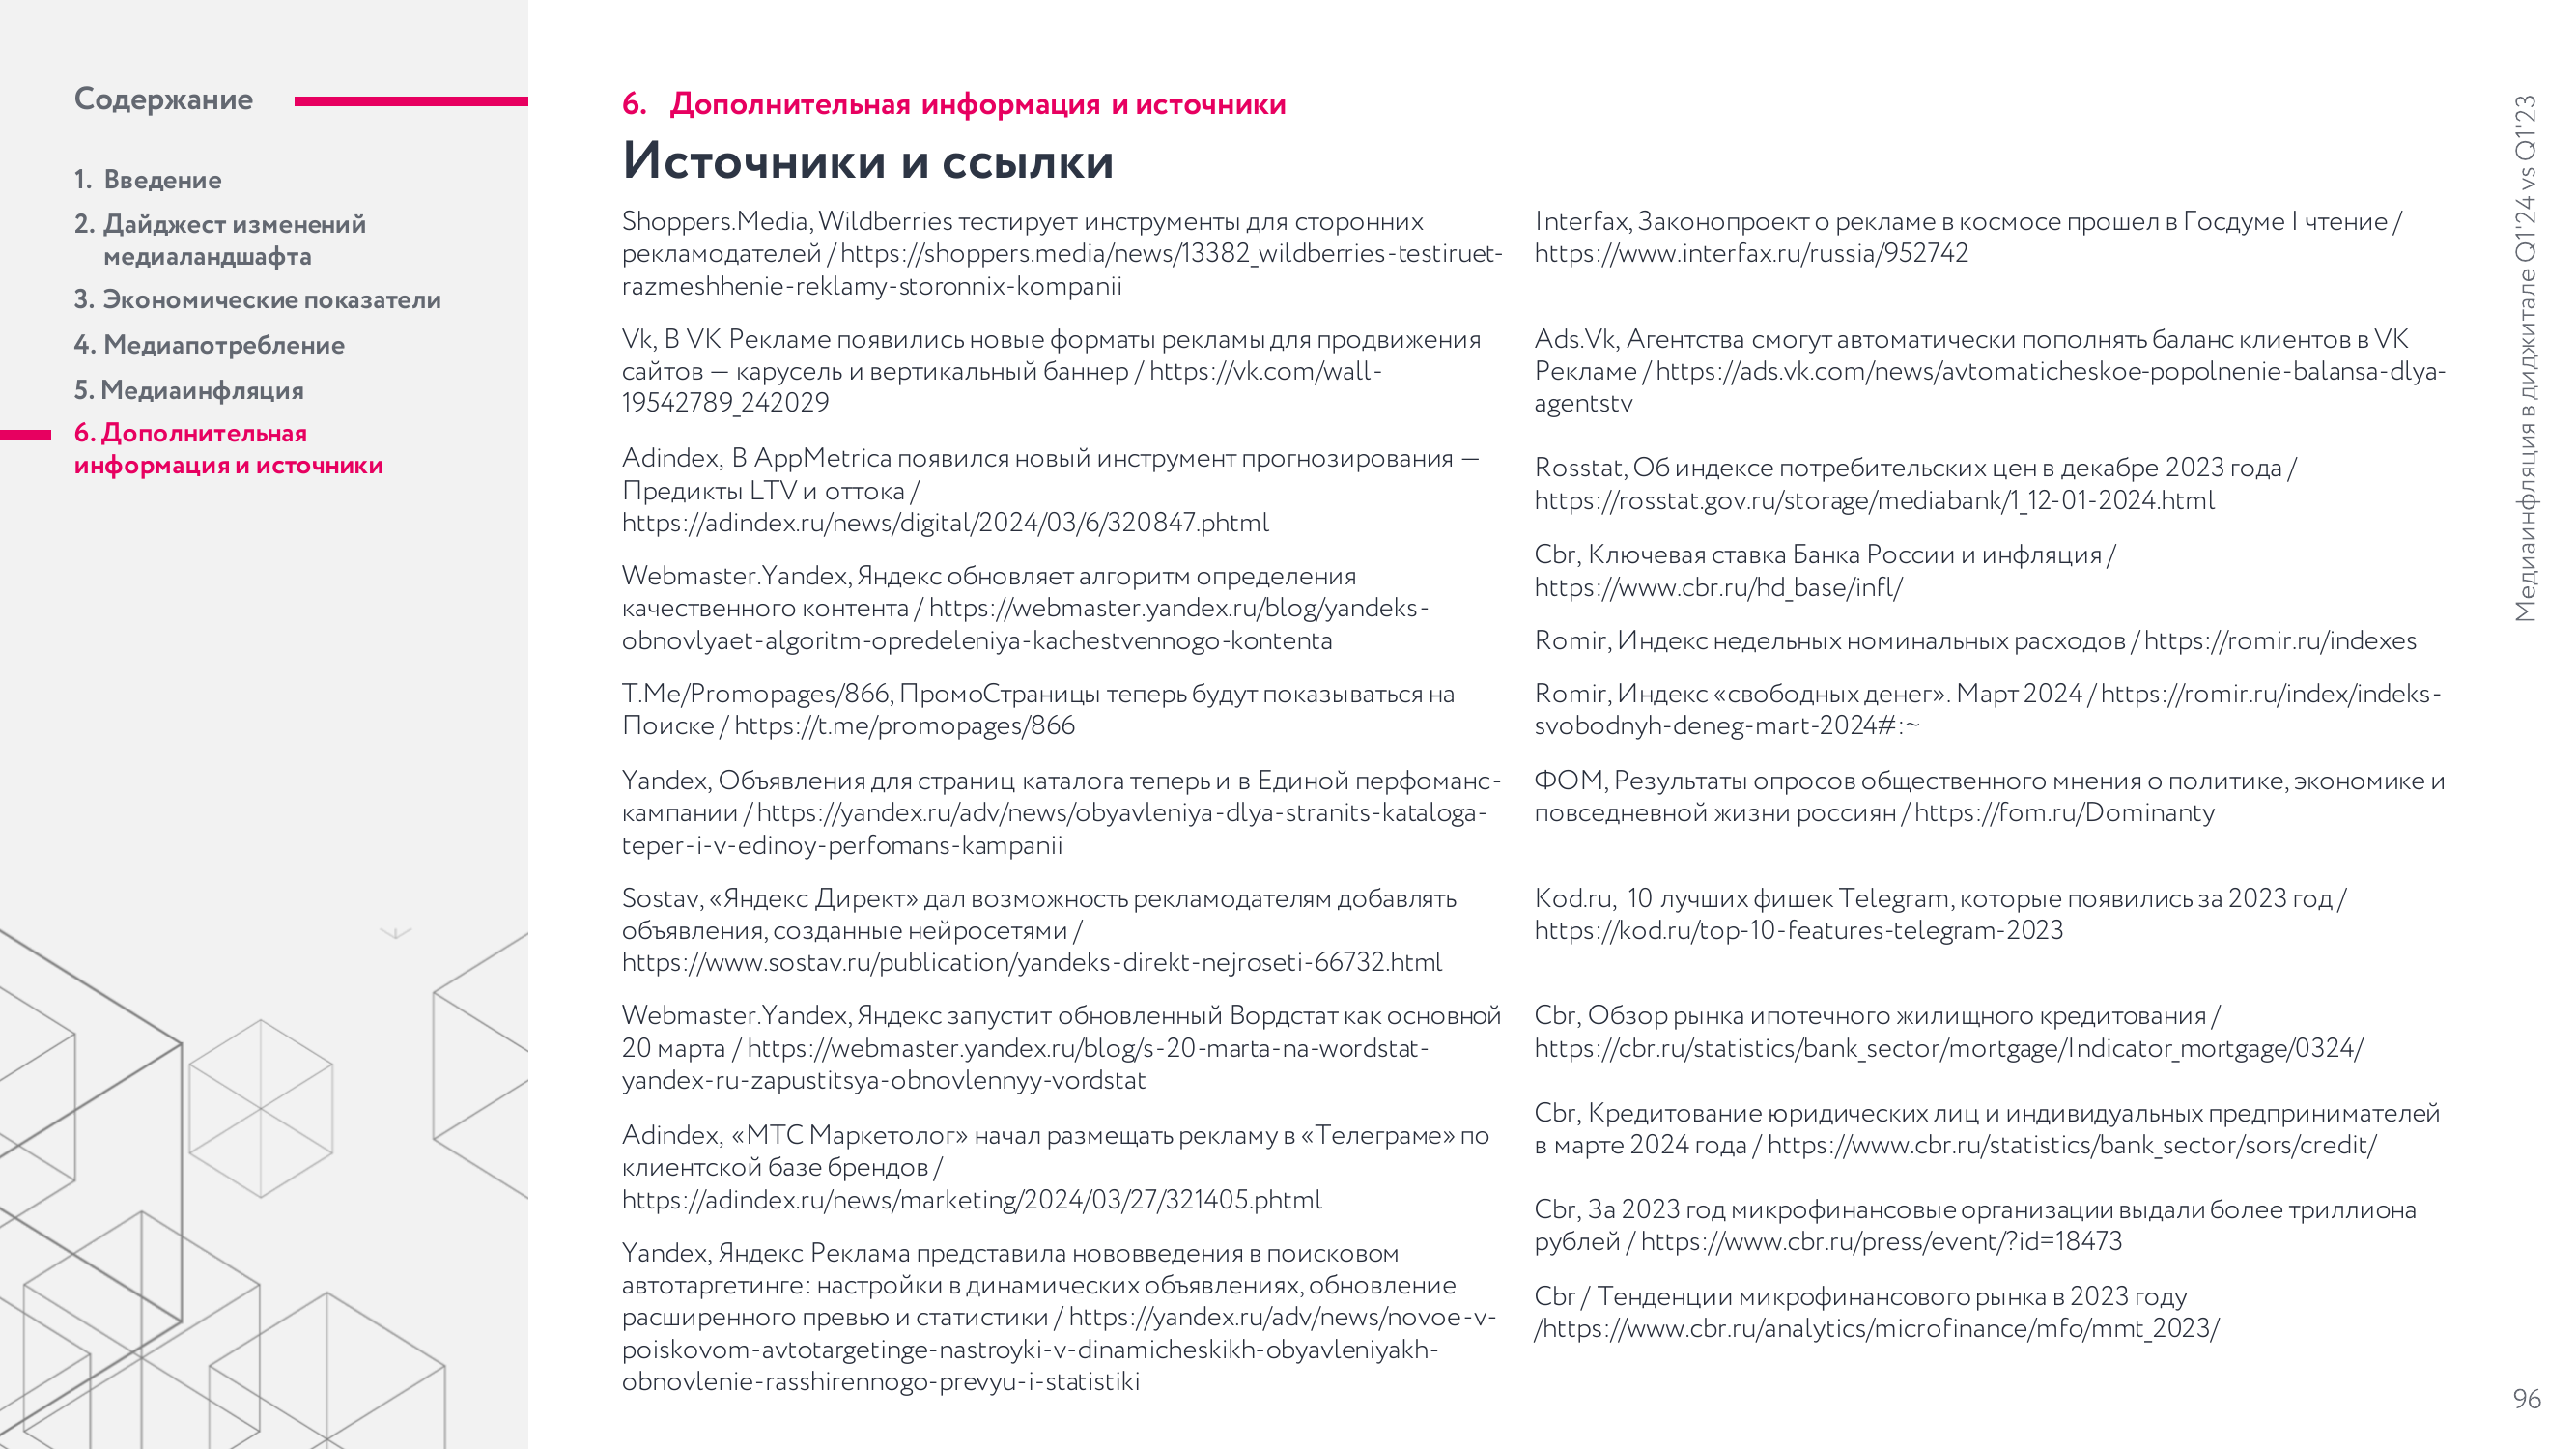 Содержание
1. Введение
2. Дайджест изменений
медиаландшафта
3. Экономические показатели
4. Медиапотребление
5. Медиаинфляция
6. Дополнительная
информация и источники
6. Дополнительная информация и источники
Источники и ссылки
Shoppers.Media, Wildberries тестирует инструменты для сторонних
рекламодателей / https://shoppers.media/news/13382_wildberries-testiruet-
razmeshhenie-reklamy-storonnix-kompanii
Vk, В VK Рекламе появились новые форматы рекламы для продвижения
сайтов — карусель и вертикальный баннер / https://vk.com/wall-
19542789_242029
Adindex, В AppMetrica появился новый инструмент прогнозирования —
Предикты LTV и оттока /
https://adindex.ru/news/digital/2024/03/6/320847.phtml
Webmaster.Yandex, Яндекс обновляет алгоритм определения
качественного контента / https://webmaster.yandex.ru/blog/yandeks-
obnovlyaet-algoritm-opredeleniya-kachestvennogo-kontenta
T.Me/Promopages/866, ПромоСтраницы теперь будут показываться на
Поиске / https://t.me/promopages/866
Yandex, Объявления для страниц каталога теперь и в Единой перфоманс-
кампании / https://yandex.ru/adv/news/obyavleniya-dlya-stranits-kataloga-
teper-i-v-edinoy-perfomans-kampanii
Sostav, «Яндекс Директ» дал возможность рекламодателям добавлять
объявления, созданные нейросетями /
https://www.sostav.ru/publication/yandeks-direkt-nejroseti-66732.html
Webmaster.Yandex, Яндекс запустит обновленный Вордстат как основной
20 марта / https://webmaster.yandex.ru/blog/s-20-marta-na-wordstat-
yandex-ru-zapustitsya-obnovlennyy-vordstat
Adindex, «МТС Маркетолог» начал размещать рекламу в «Телеграме» по
клиентской базе брендов /
https://adindex.ru/news/marketing/2024/03/27/321405.phtml
Yandex, Яндекс Реклама представила нововведения в поисковом
автотаргетинге: настройки в динамических объявлениях, обновление
расширенного превью и статистики / https://yandex.ru/adv/news/novoe-v-
poiskovom-avtotargetinge-nastroyki-v-dinamicheskikh-obyavleniyakh-
obnovlenie-rasshirennogo-prevyu-i-statistiki
Interfax, Законопроект о рекламе в космосе прошел в Госдуме I чтение /
https://www.interfax.ru/russia/952742
Ads.Vk, Агентства смогут автоматически пополнять баланс клиентов в VK
Рекламе / https://ads.vk.com/news/avtomaticheskoe-popolnenie-balansa-dlya-
agentstv
Rosstat, Об индексе потребительских цен в декабре 2023 года /
https://rosstat.gov.ru/storage/mediabank/1_12-01-2024.html
Cbr, Ключевая ставка Банка России и инфляция /
https://www.cbr.ru/hd_base/infl/
Romir, Индекс недельных номинальных расходов / https://romir.ru/indexes
Romir, Индекс «свободных денег». Март 2024 / https://romir.ru/index/indeks-
svobodnyh-deneg-mart-2024#:~
ФОМ, Результаты опросов общественного мнения о политике, экономике и
повседневной жизни россиян / https://fom.ru/Dominanty
Kod.ru, 10 лучших фишек Telegram, которые появились за 2023 год /
https://kod.ru/top-10-features-telegram-2023
Cbr, Обзор рынка ипотечного жилищного кредитования /
https://cbr.ru/statistics/bank_sector/mortgage/Indicator_mortgage/0324/
Cbr, Кредитование юридических лиц и индивидуальных предпринимателей
в марте 2024 года / https://www.cbr.ru/statistics/bank_sector/sors/credit/
Cbr, За 2023 год микрофинансовые организации выдали более триллиона
рублей / https://www.cbr.ru/press/event/?id=18473
Cbr / Тенденции микрофинансового рынка в 2023 году
/https://www.cbr.ru/analytics/microfinance/mfo/mmt_2023/
Медиаинфляция в диджитале Q1'24 vs Q1'23
96